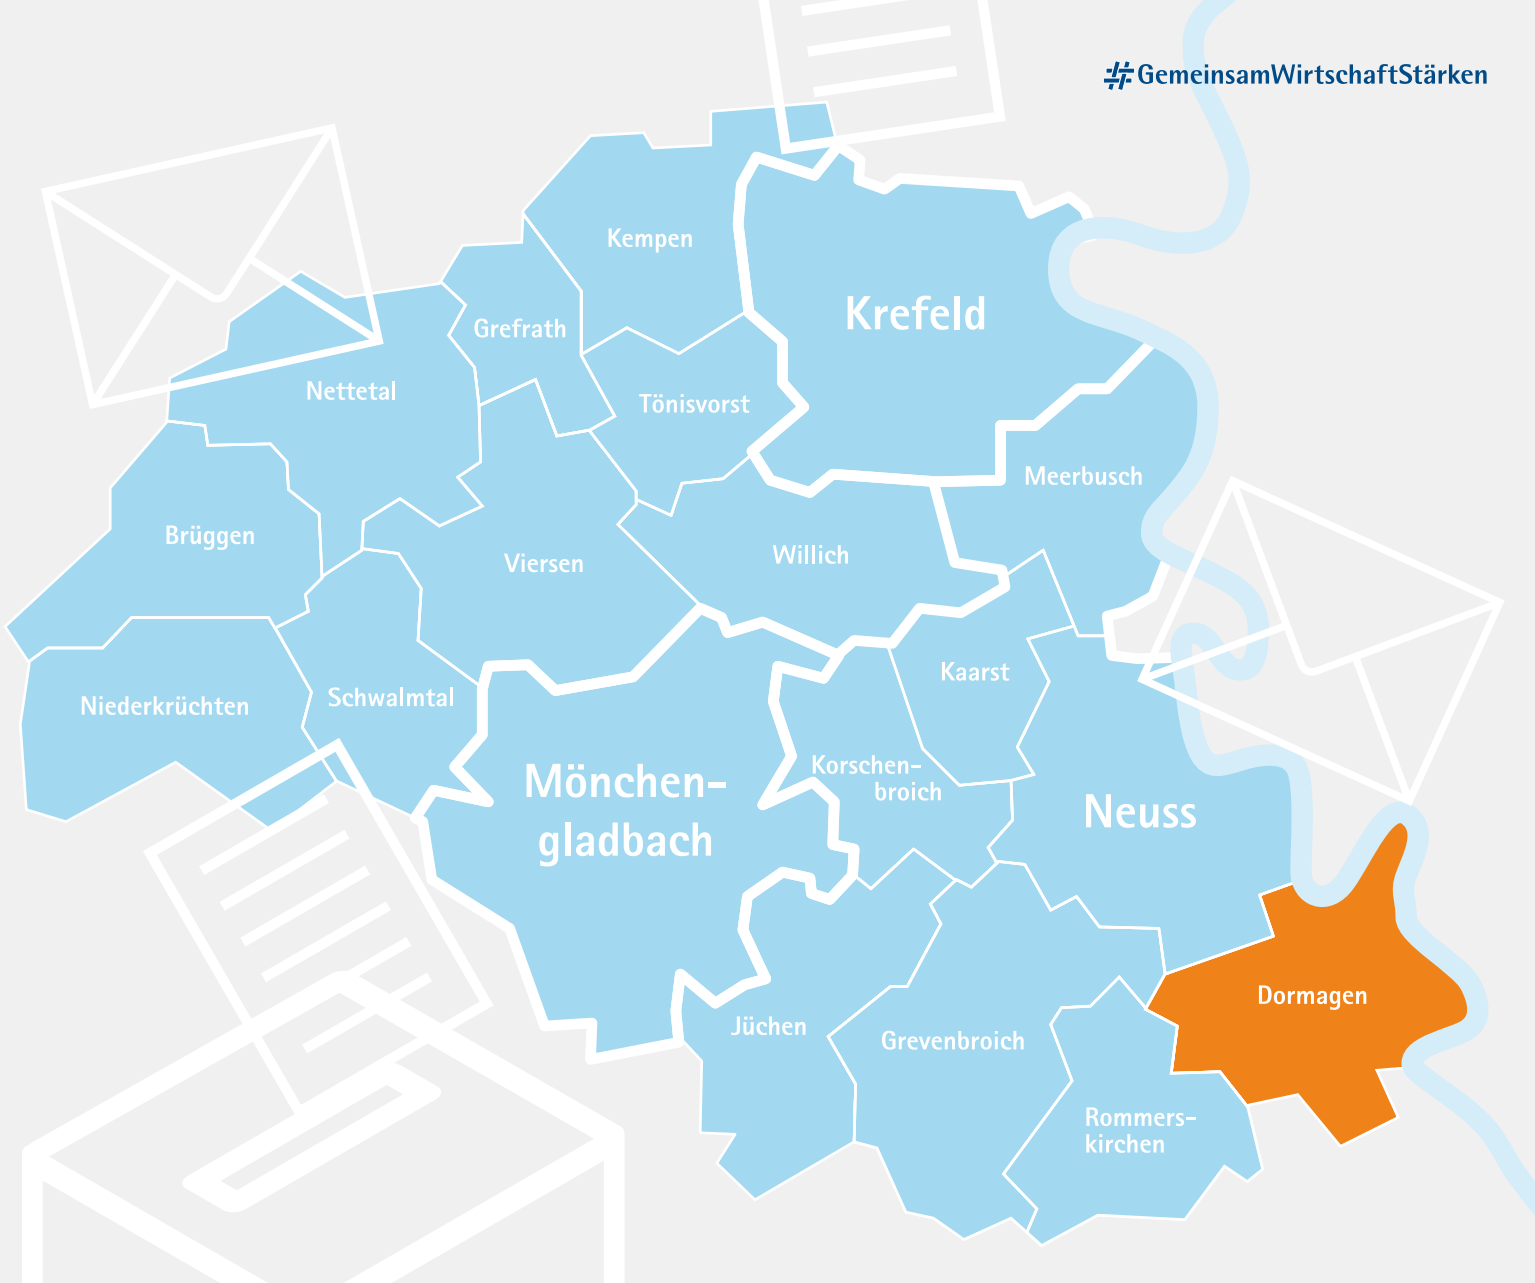 #GemeinsamWirtschaftStärken
Kempen
Krefeld
Grefrath
Nettetal
Tönisvorst
Meerbusch
Brüggen
Viersen
Willich
Kaarst
Niederkrüchten
Schwalmtal
Mönchen-
gladbach
Korschen-
broich
Neuss
Dormagen
Jüchen
Grevenbroich
Rommers-
kirchen